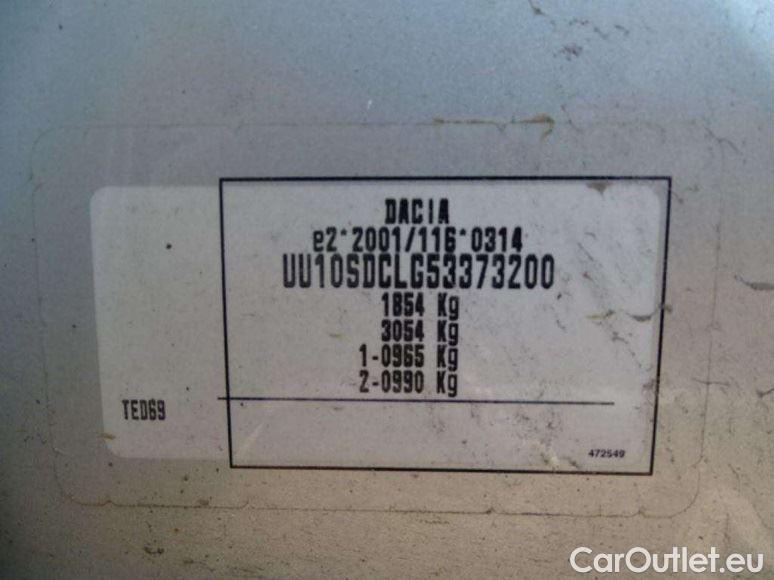 DACIA
e2*2001/116*0314
UU10SDCLG53373200
1854 Kg
3054 Kg
1-0965 Kg
2-0990 Kg
TED69
472549
CarOutlet.eu